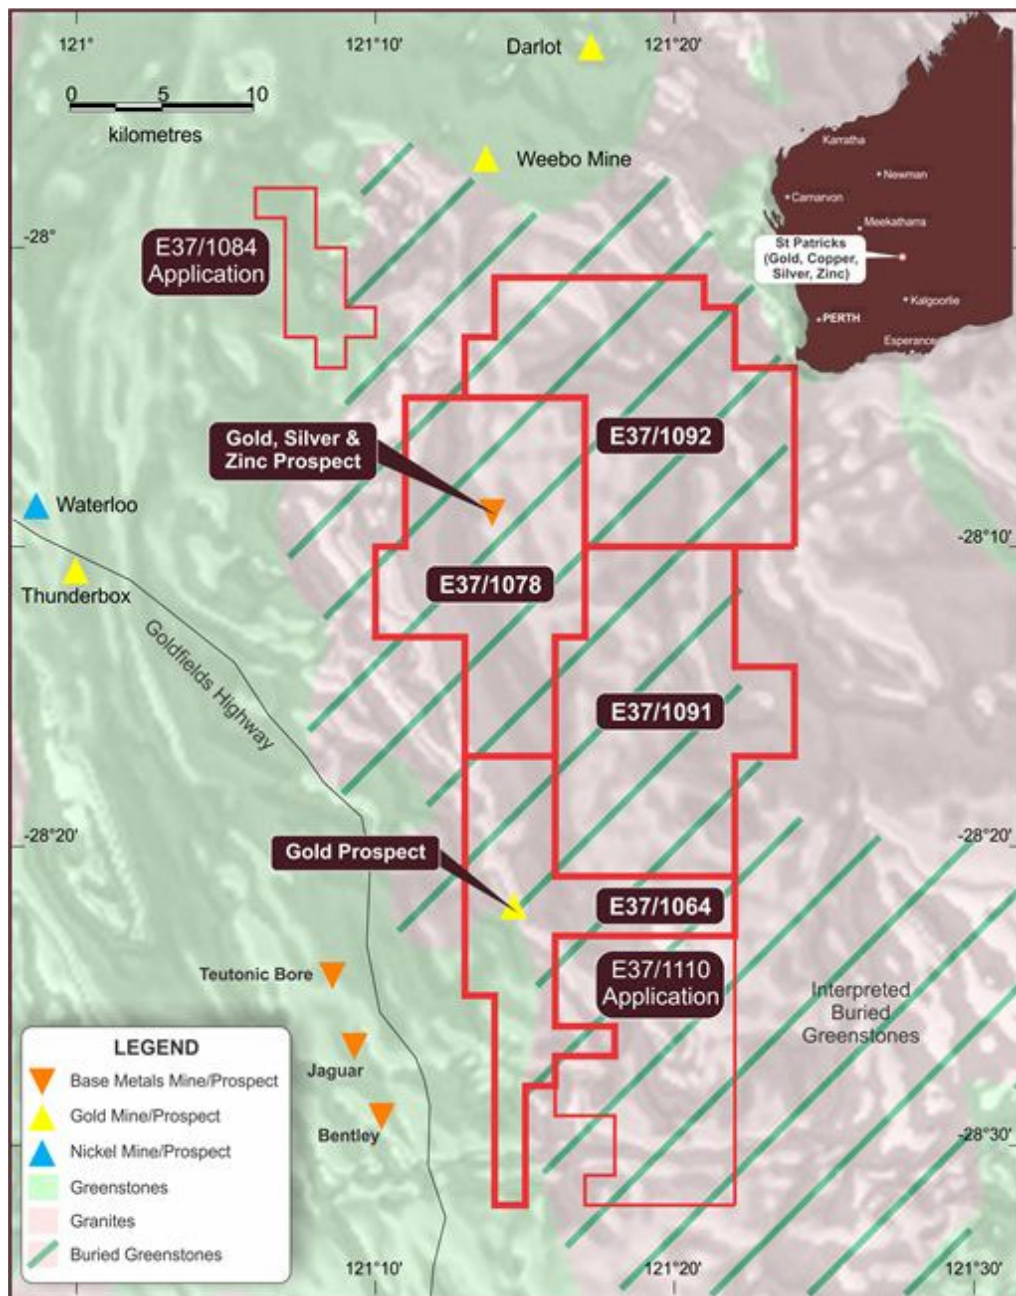 121°
121°10'
121°20'
Darlot
0 5 10
kilometres
Weebo Mine
Karratha
Newman
Carnarvon
Meekatharra
St Patricks
(Gold, Copper,
Silver, Zinc)
Kalgoorlie
PERTH
Esperance
-28°
E37/1084
Application
Gold, Silver &
Zinc Prospect
E37/1092
Waterloo
-28°10'
Thunderbox
E37/1078
Goldfields Highway
E37/1091
-28°20'
-28°20'
Gold Prospect
E37/1064
Teutonic Bore
E37/1110
Application
Interpreted
Buried
Greenstones
Jaguar
Bentley
-28°30'
LEGEND
Base Metals Mine/Prospect
Gold Mine/Prospect
Nickel Mine/Prospect
Greenstones
Granites
Buried Greenstones
121°10'
121°20'
121°30'